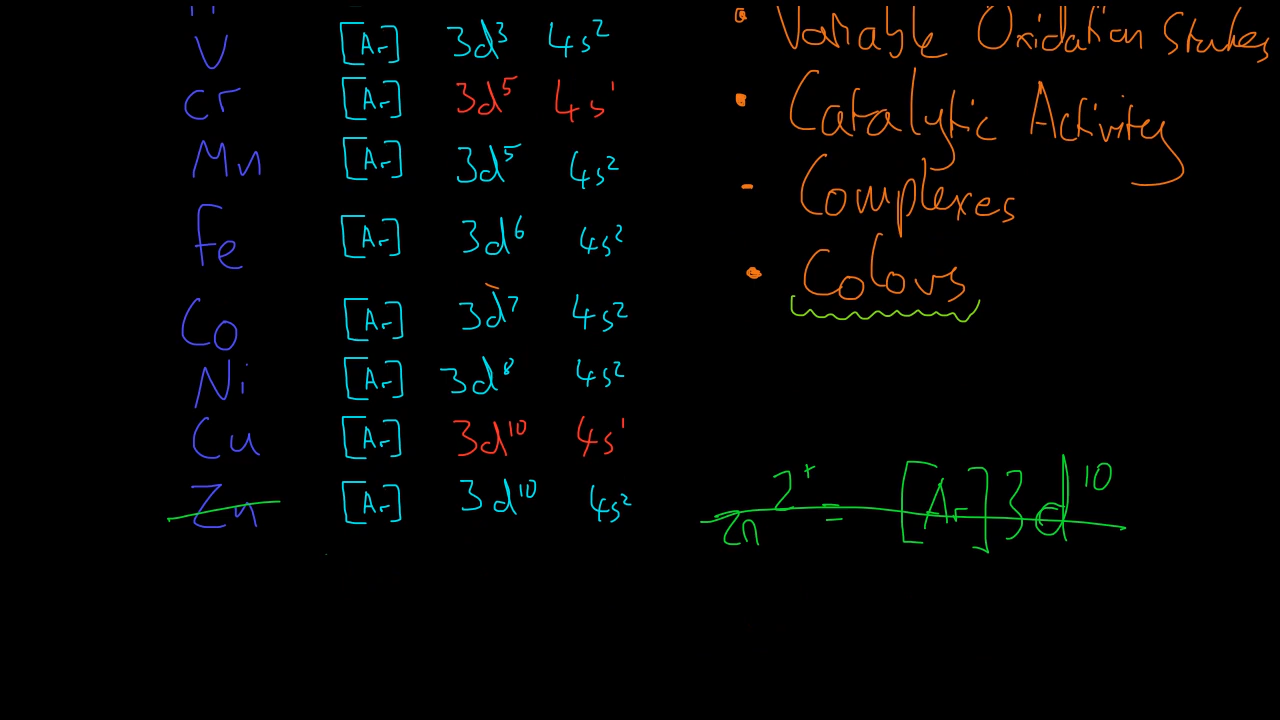 V [Ar] 3d³ 4s²
Cr [Ar] 3d⁵ 4s¹
Mn [Ar] 3d⁵ 4s²
Fe [Ar] 3d⁶ 4s²
Co [Ar] 3d⁷ 4s²
Ni [Ar] 3d⁸ 4s²
Cu [Ar] 3d¹⁰ 4s¹
Zn [Ar] 3d¹⁰ 4s²
• Variable Oxidation States
• Catalytic Activity
- Complexes
• Colours
Zn²⁺ = [Ar] 3d¹⁰